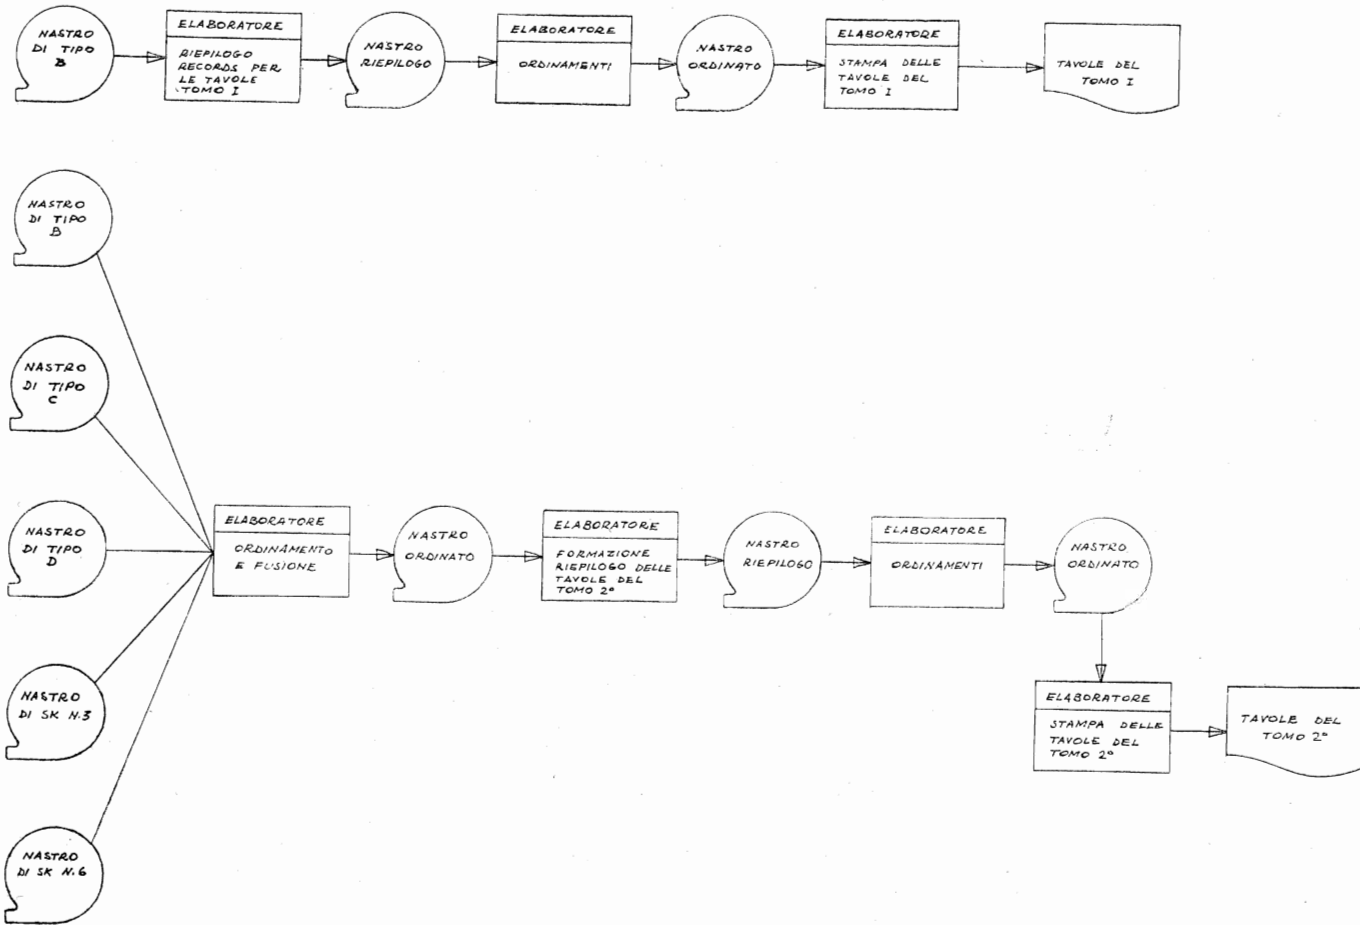 NASTRO
DI TIPO
B
ELABORATORE
RIEPILOGO
RECORDS PER
LE TAVOLE
TOMO I
NASTRO
RIEPILOGO
ELABORATORE
ORDINAMENTI
NASTRO
ORDINATO
ELABORATORE
STAMPA DELLE
TAVOLE DEL
TOMO I
TAVOLE DEL
TOMO I
NASTRO
DI TIPO
B
NASTRO
DI TIPO
C
NASTRO
DI TIPO
D
NASTRO
DI SK N.3
NASTRO
DI SK N.6
ELABORATORE
ORDINAMENTO
E FUSIONE
NASTRO
ORDINATO
ELABORATORE
FORMAZIONE
RIEPILOGO DELLE
TAVOLE DEL
TOMO 2°
NASTRO
RIEPILOGO
ELABORATORE
ORDINAMENTI
NASTRO
ORDINATO
ELABORATORE
STAMPA DELLE
TAVOLE DEL
TOMO 2°
TAVOLE DEL
TOMO 2°